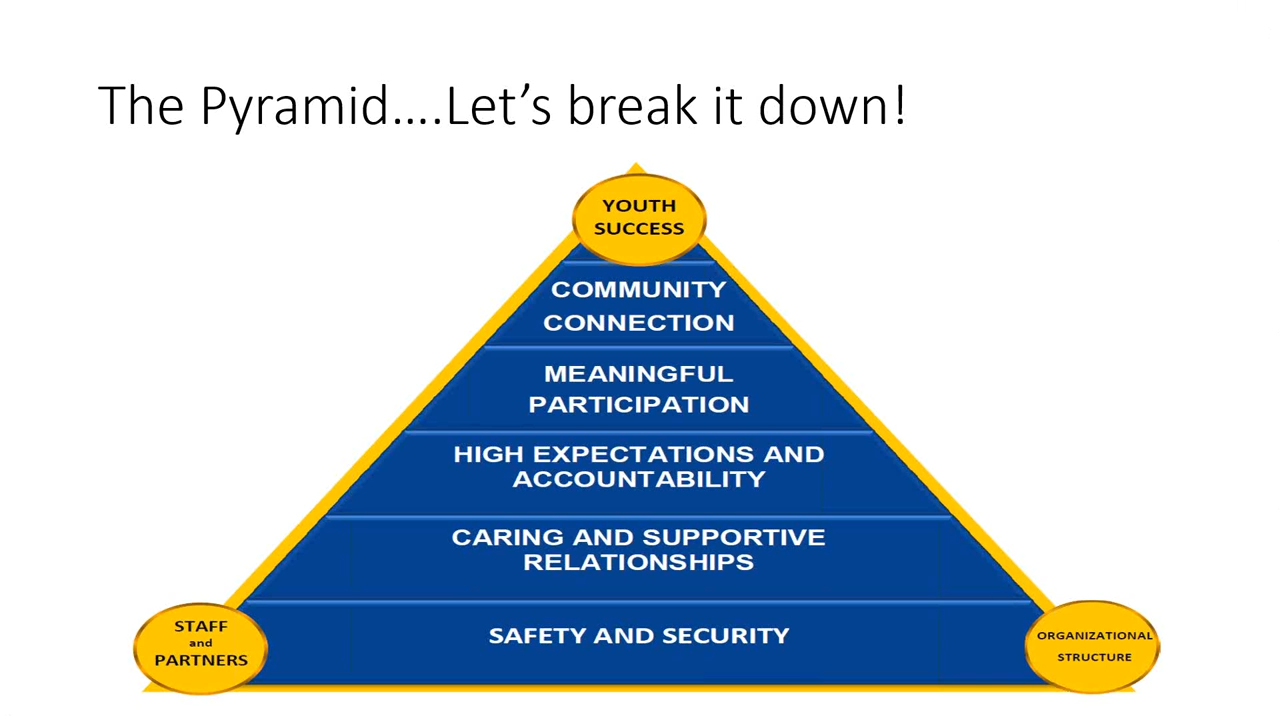 The Pyramid....Let’s break it down!
YOUTH
SUCCESS
COMMUNITY
CONNECTION
MEANINGFUL
PARTICIPATION
HIGH EXPECTATIONS AND
ACCOUNTABILITY
CARING AND SUPPORTIVE
RELATIONSHIPS
STAFF
and
PARTNERS
SAFETY AND SECURITY
ORGANIZATIONAL
STRUCTURE